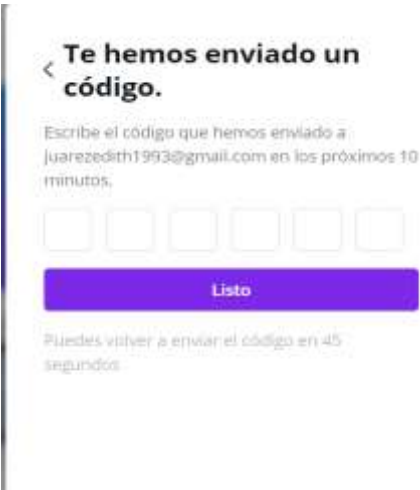 Te hemos enviado un
código.
Escribe el código que hemos enviado a
juarezedith1993@gmail.com en los próximos 10
minutos.
Listo
Puedes volver a enviar el código en 45
segundos